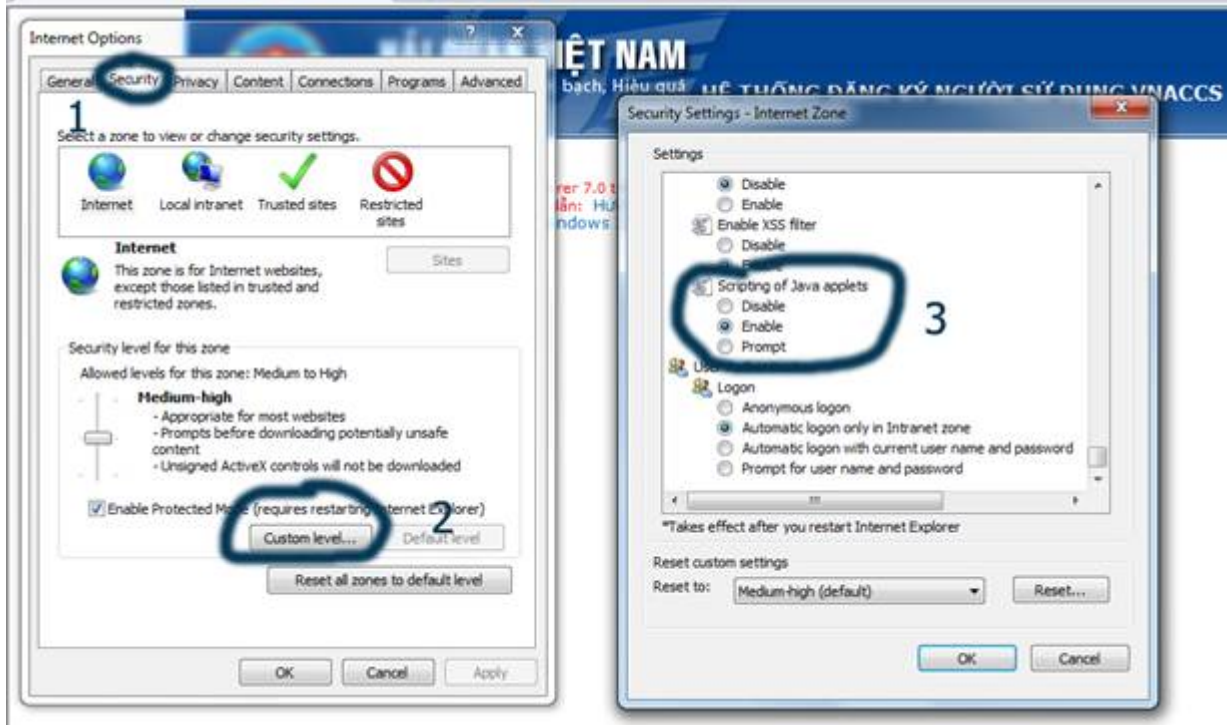 Internet Options
General Security Privacy Content Connections Programs Advanced
1
Select a zone to view or change security settings.
Internet
Local intranet
Trusted sites
Restricted
sites
Internet
This zone is for Internet websites,
except those listed in trusted and
restricted zones.
Sites
Security level for this zone
Allowed levels for this zone: Medium to High
Medium-high
- Appropriate for most websites
- Prompts before downloading potentially unsafe
content
- Unsigned ActiveX controls will not be downloaded
Enable Protected Mode (requires restarting Internet Explorer)
2
Custom level...
Default level
Reset all zones to default level
OK
Cancel
Apply
VIỆT NAM
bạch, Hiệu quả
HỆ THỐNG ĐĂNG KÝ NGƯỜI SỬ DỤNG VNACCS
rer 7.0
ndows
Security Settings - Internet Zone
Settings
Disable
Enable
Enable XSS filter
Disable
Scripting of Java applets
Disable
Enable
Prompt
3
Logon
Anonymous logon
Automatic logon only in Intranet zone
Automatic logon with current user name and password
Prompt for user name and password
*Takes effect after you restart Internet Explorer
Reset custom settings
Reset to:
Medium-high (default)
Reset...
OK
Cancel